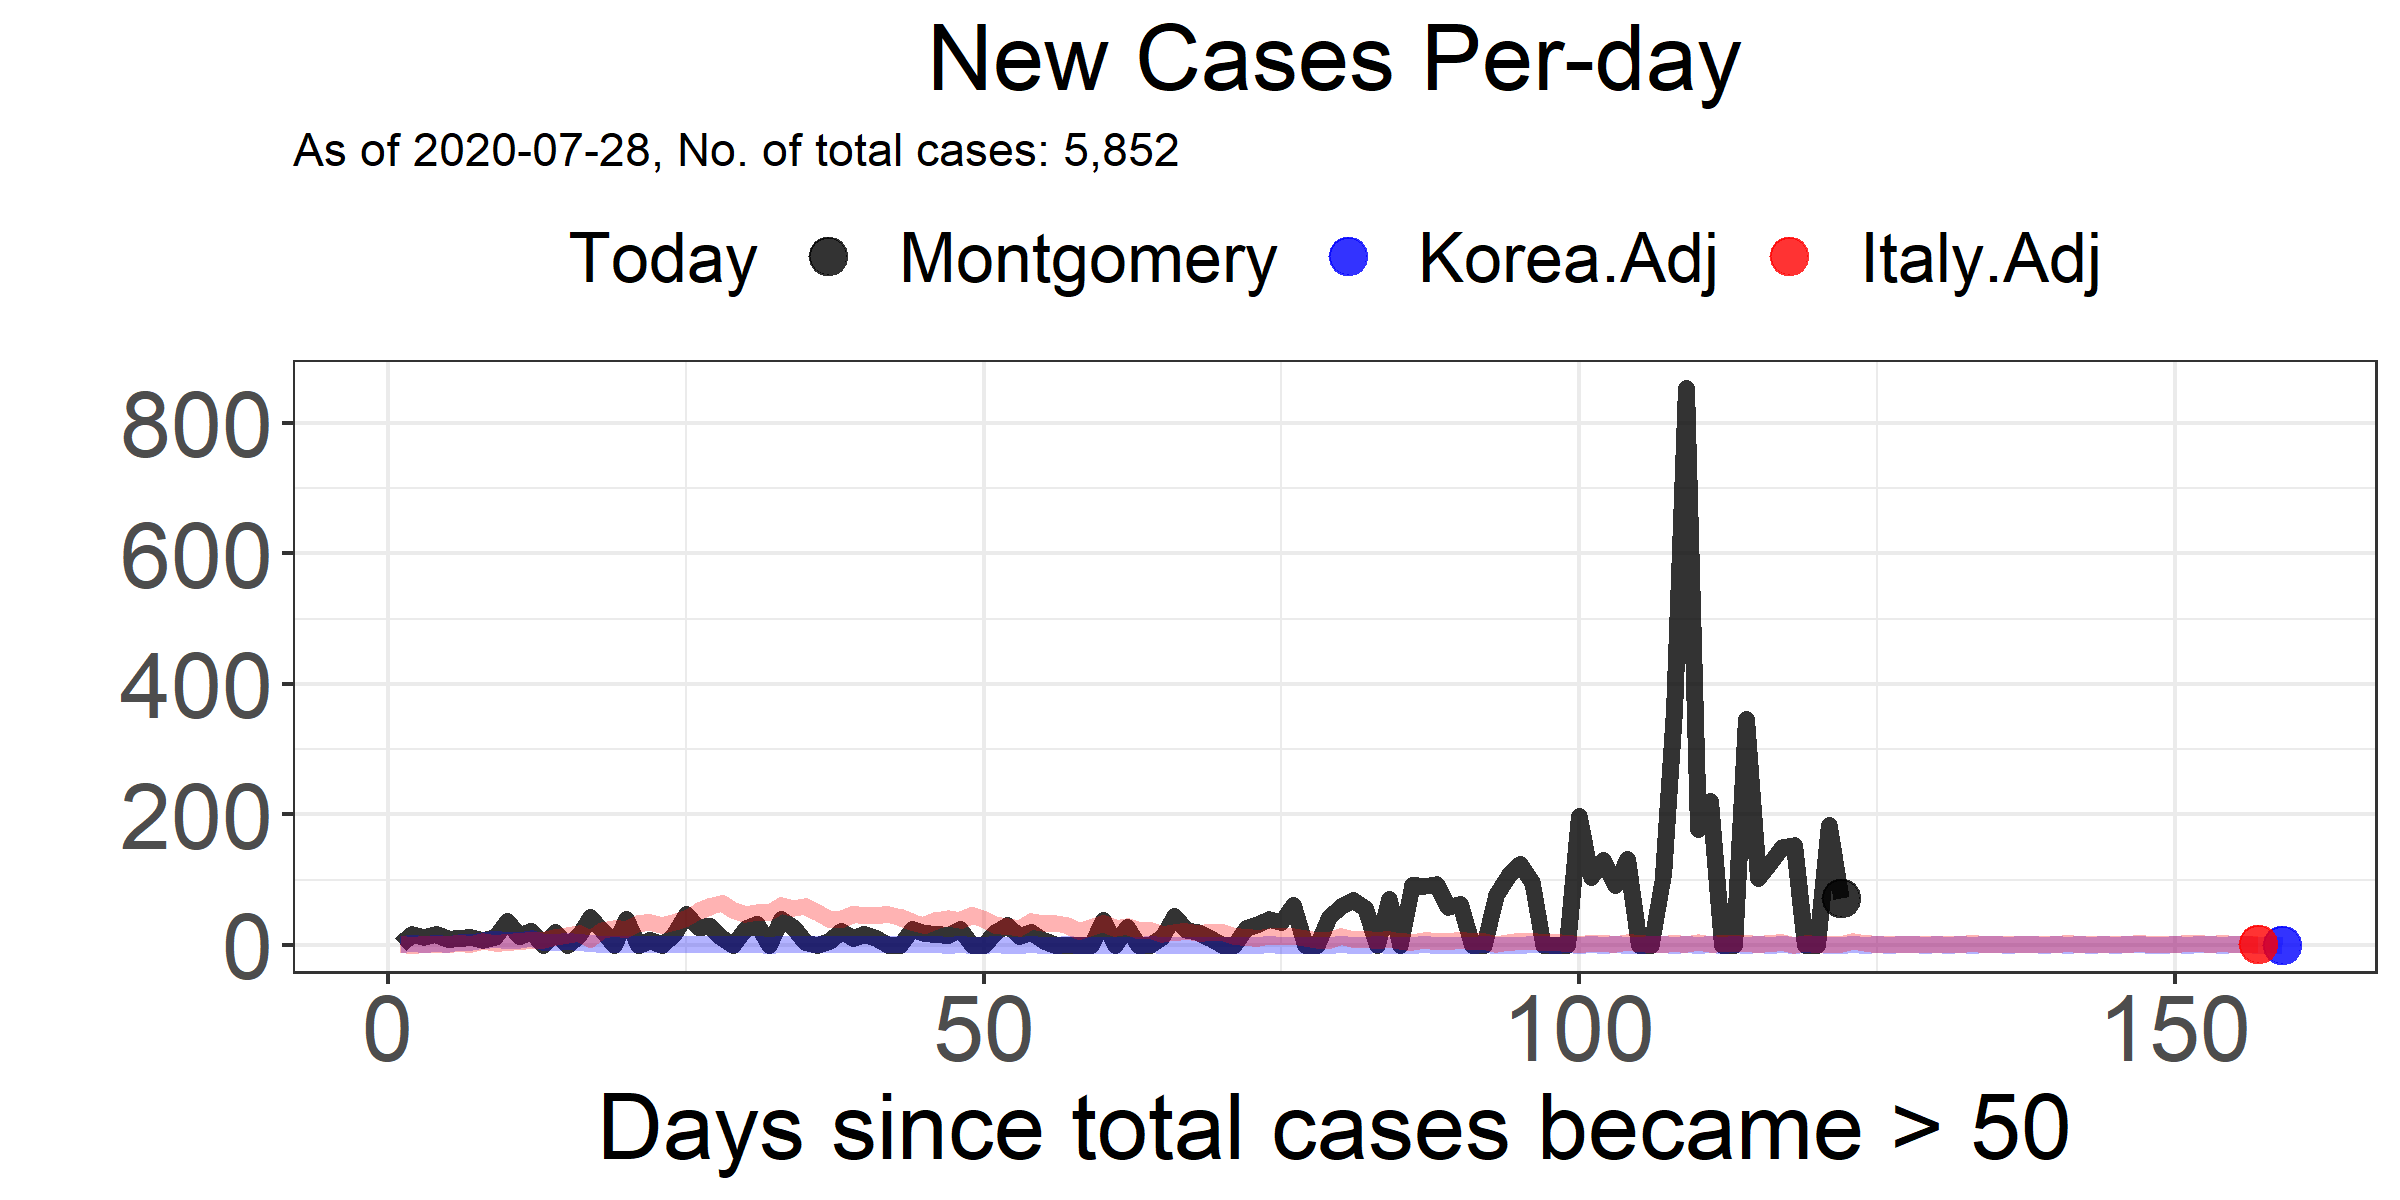 New Cases Per-day
As of 2020-07-28, No. of total cases: 5,852
Today Montgomery Korea.Adj Italy.Adj
800
600
400
200
0
0 50 100 150
Days since total cases became > 50